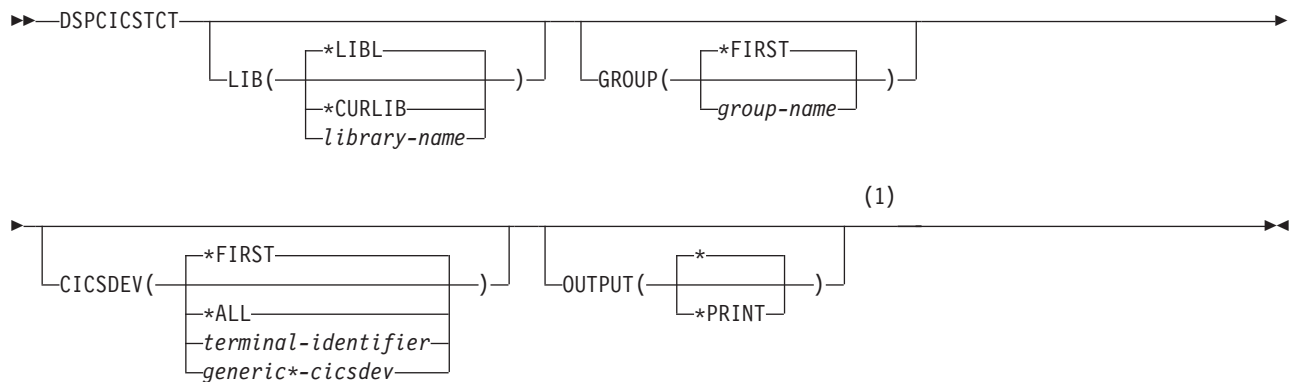 DSPCICSTCT
LIB(
*LIBL
*CURLIB
library-name
)
GROUP(
*FIRST
group-name
)
(1)
CICSDEV(
*FIRST
*ALL
terminal-identifier
generic*-cicsdev
)
OUTPUT(
*
*PRINT
)